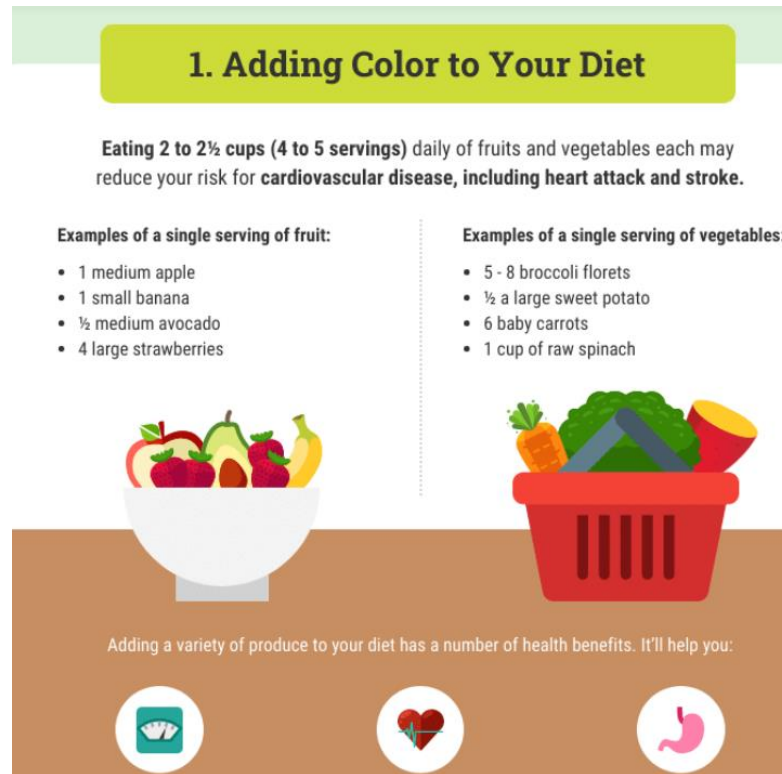 1. Adding Color to Your Diet
Eating 2 to 2½ cups (4 to 5 servings) daily of fruits and vegetables each may
reduce your risk for cardiovascular disease, including heart attack and stroke.
Examples of a single serving of fruit:
• 1 medium apple
• 1 small banana
• ½ medium avocado
• 4 large strawberries
Examples of a single serving of vegetables:
• 5 - 8 broccoli florets
• ½ a large sweet potato
• 6 baby carrots
• 1 cup of raw spinach
Adding a variety of produce to your diet has a number of health benefits. It'll help you: